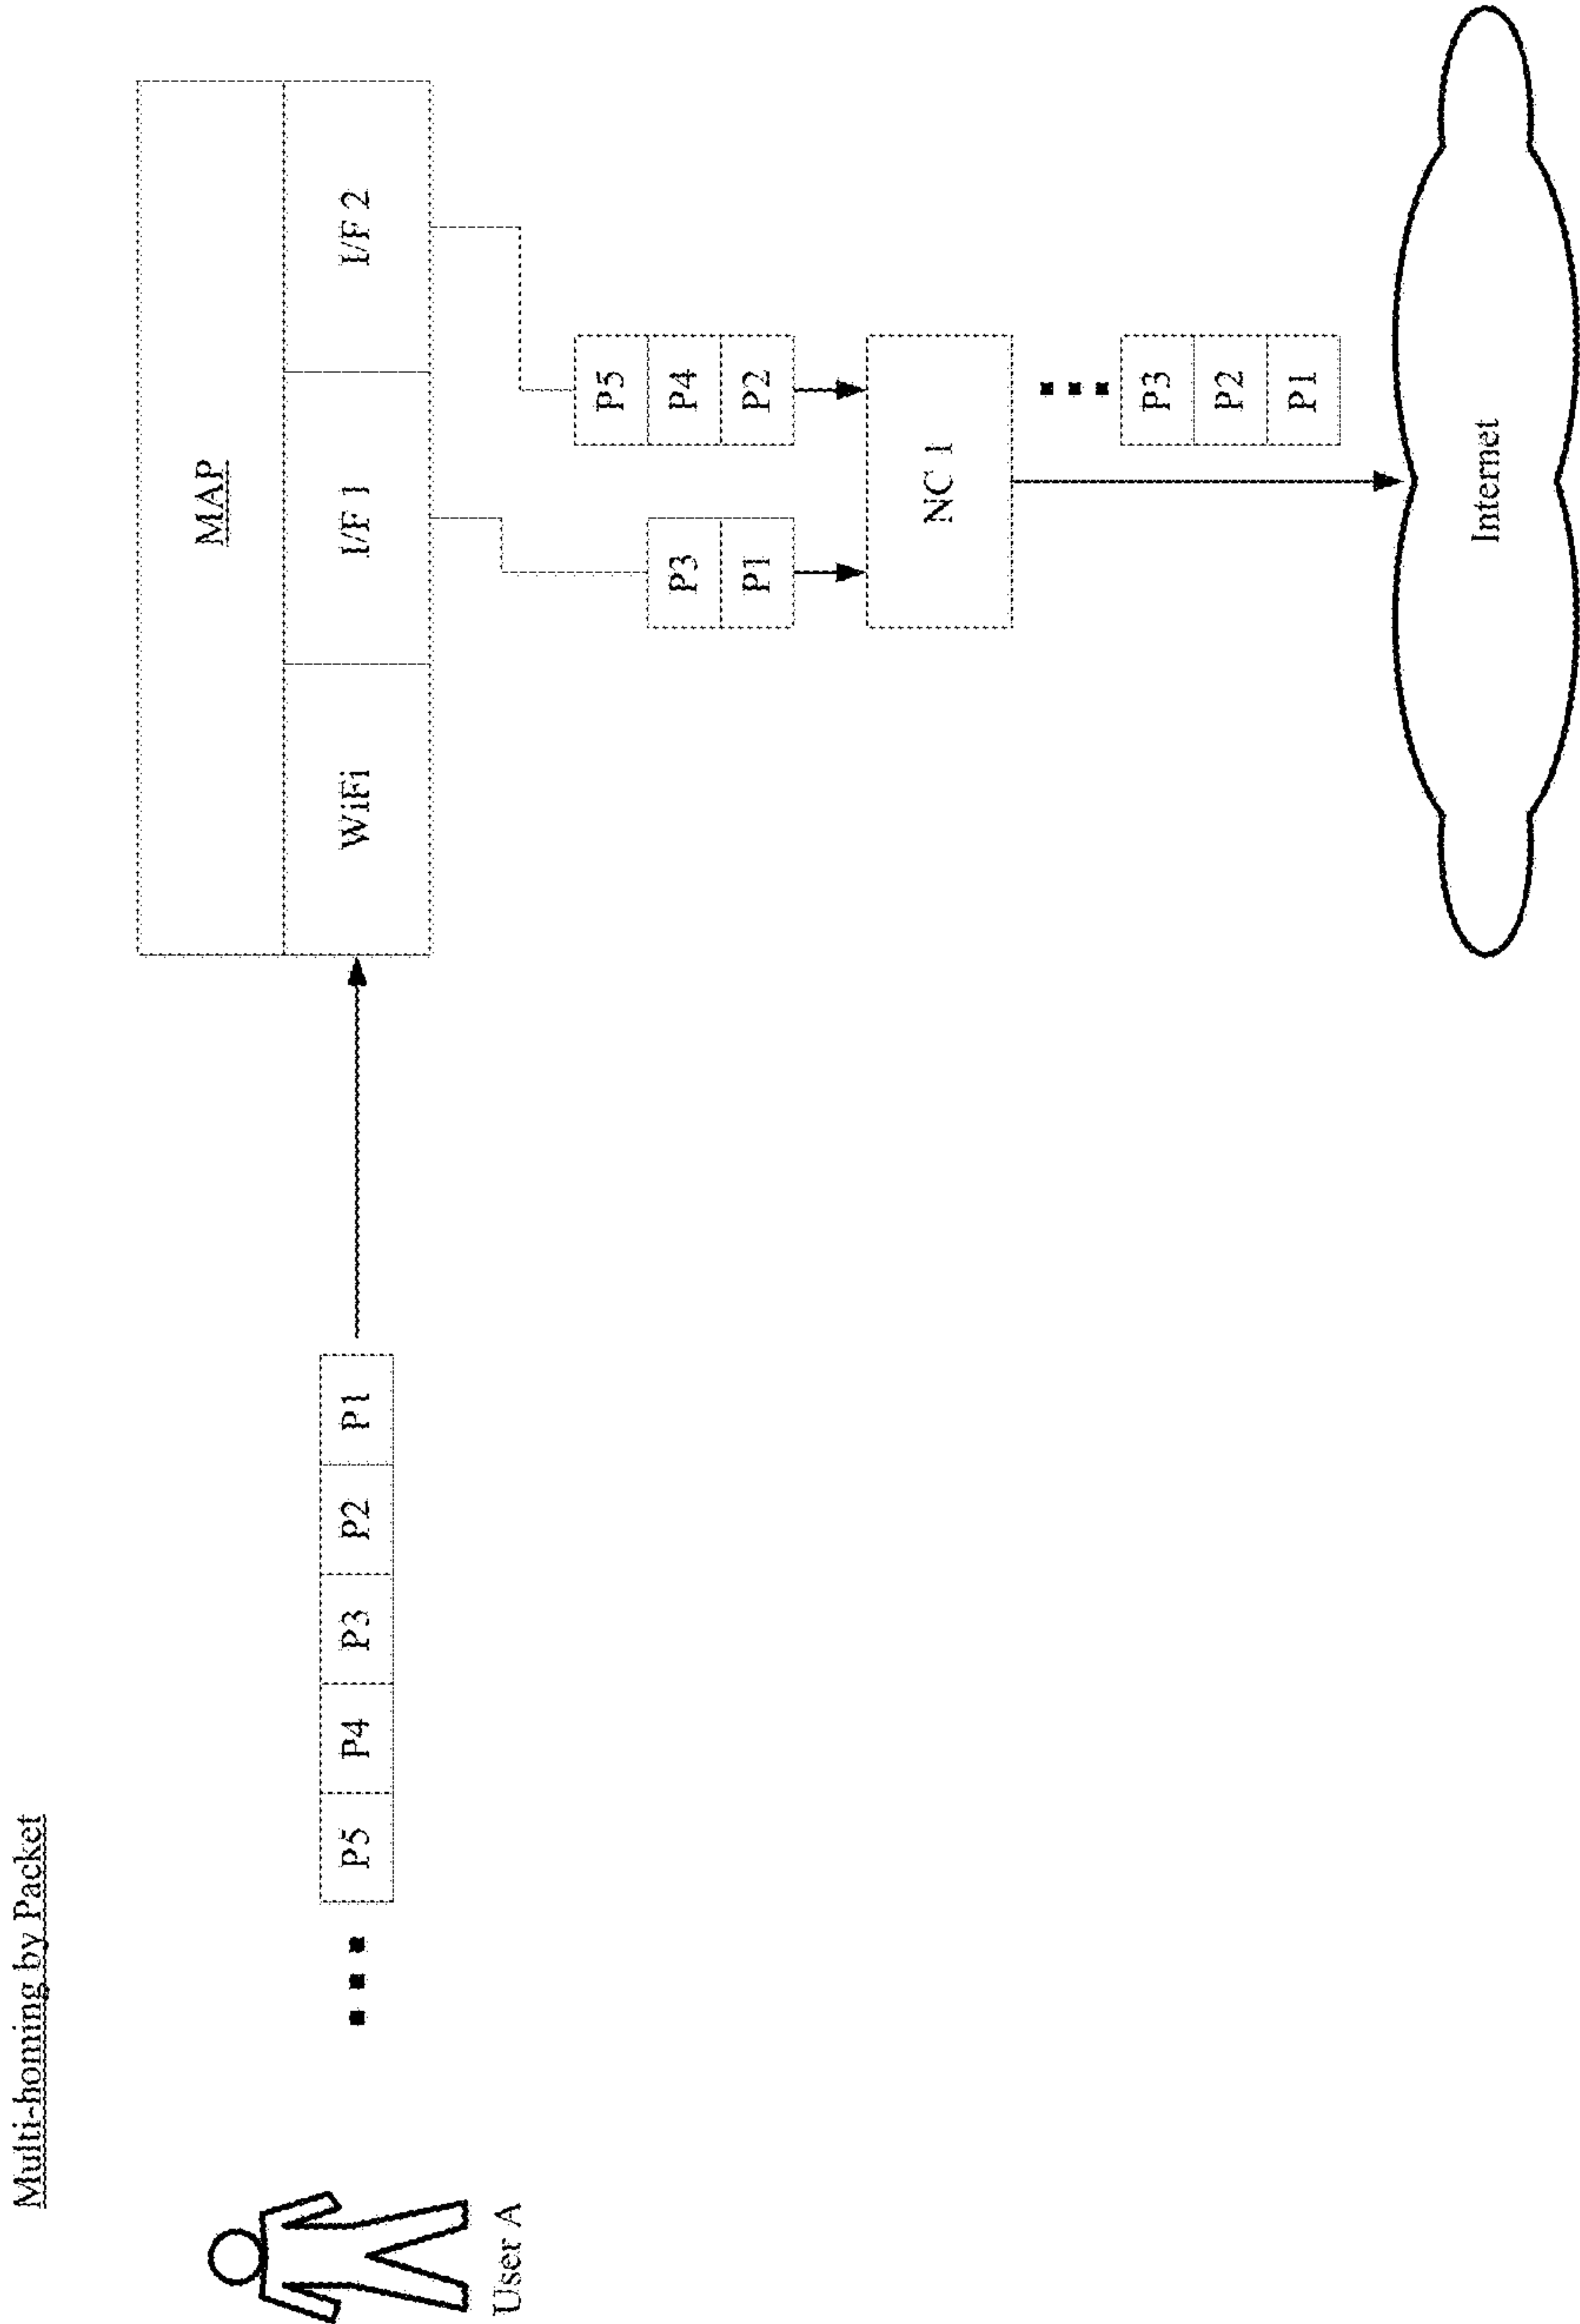 Multi-homing by Packet
User A
P5 P4 P3 P2 P1
MAP
WiFi I/F 1 I/F 2
P3
P1
P5
P4
P2
NC 1
P3
P2
P1
Internet